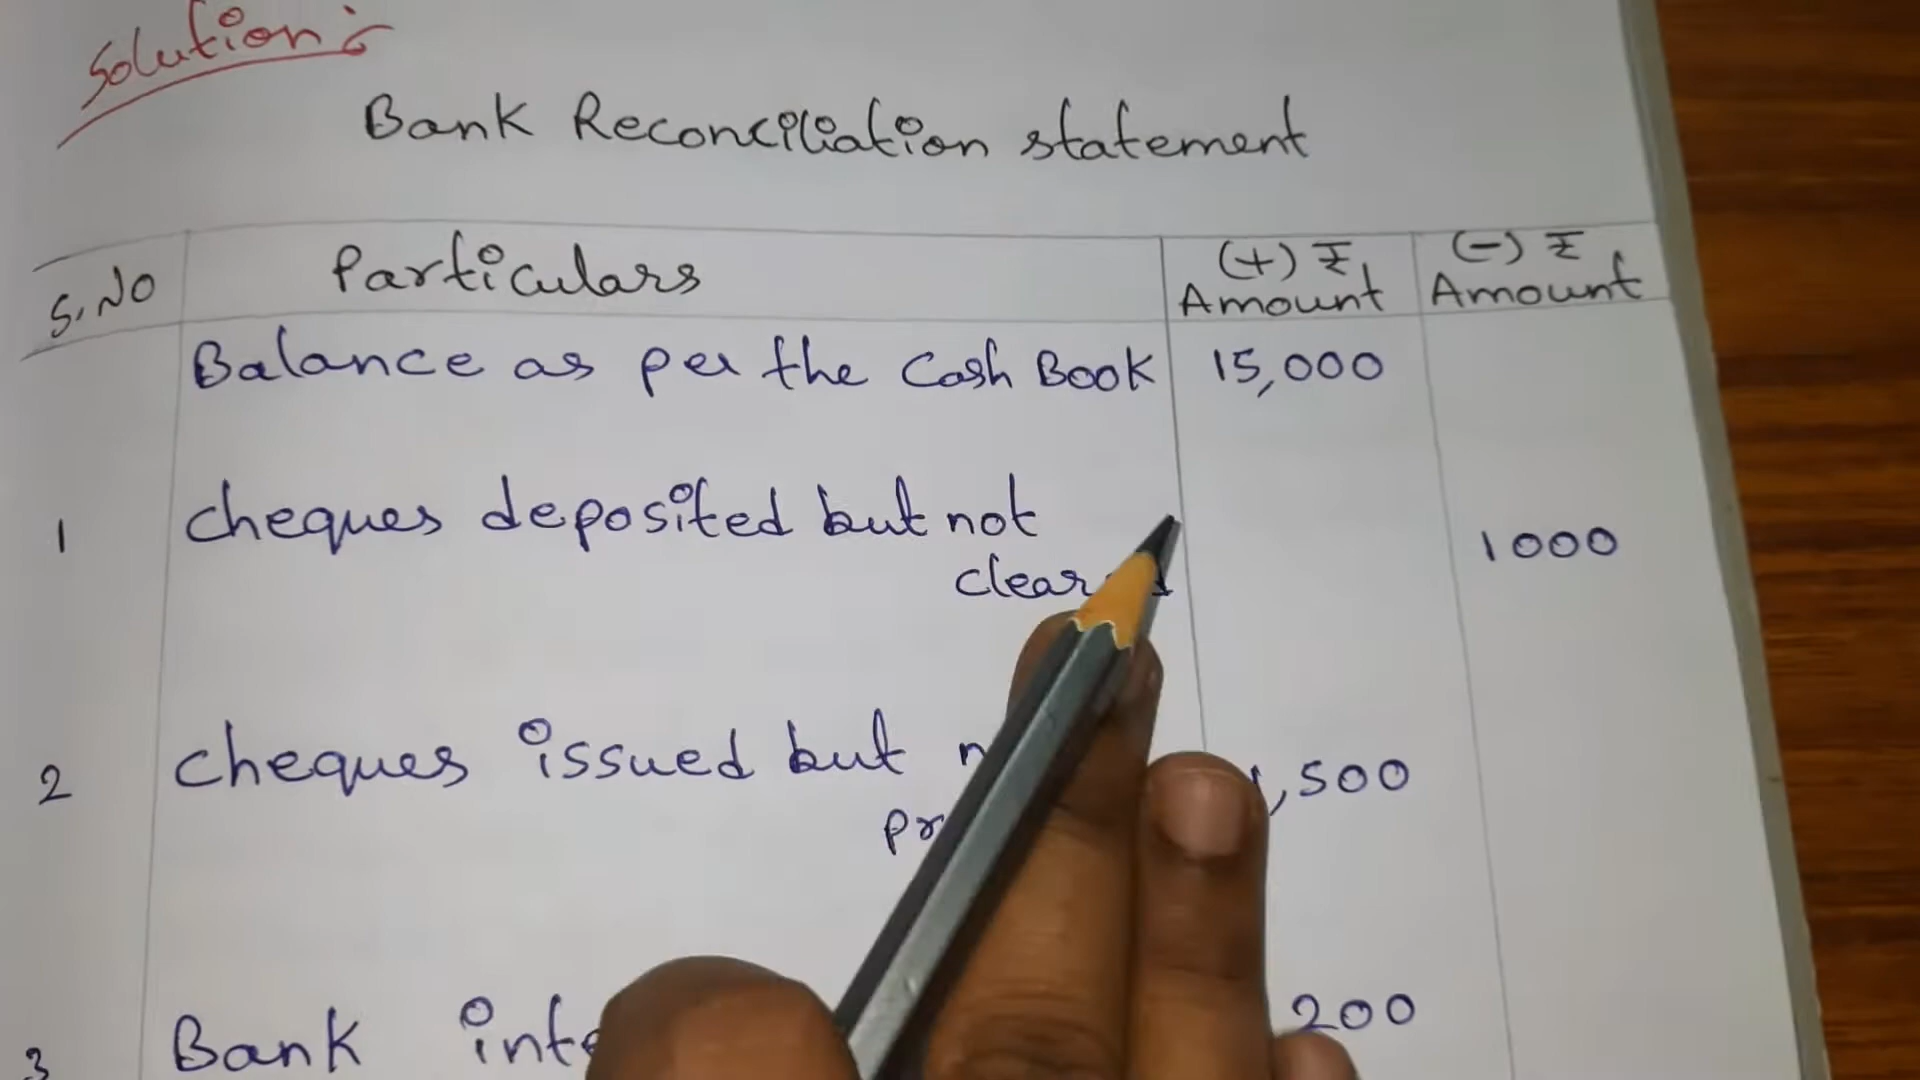 Solution :-
Bank Reconciliation statement
S.No Particulars (+) ₹ Amount (-) ₹ Amount
Balance as per the Cash Book 15,000
1 cheques deposited but not 1000
2 cheques issued but ,500
3 Bank 200